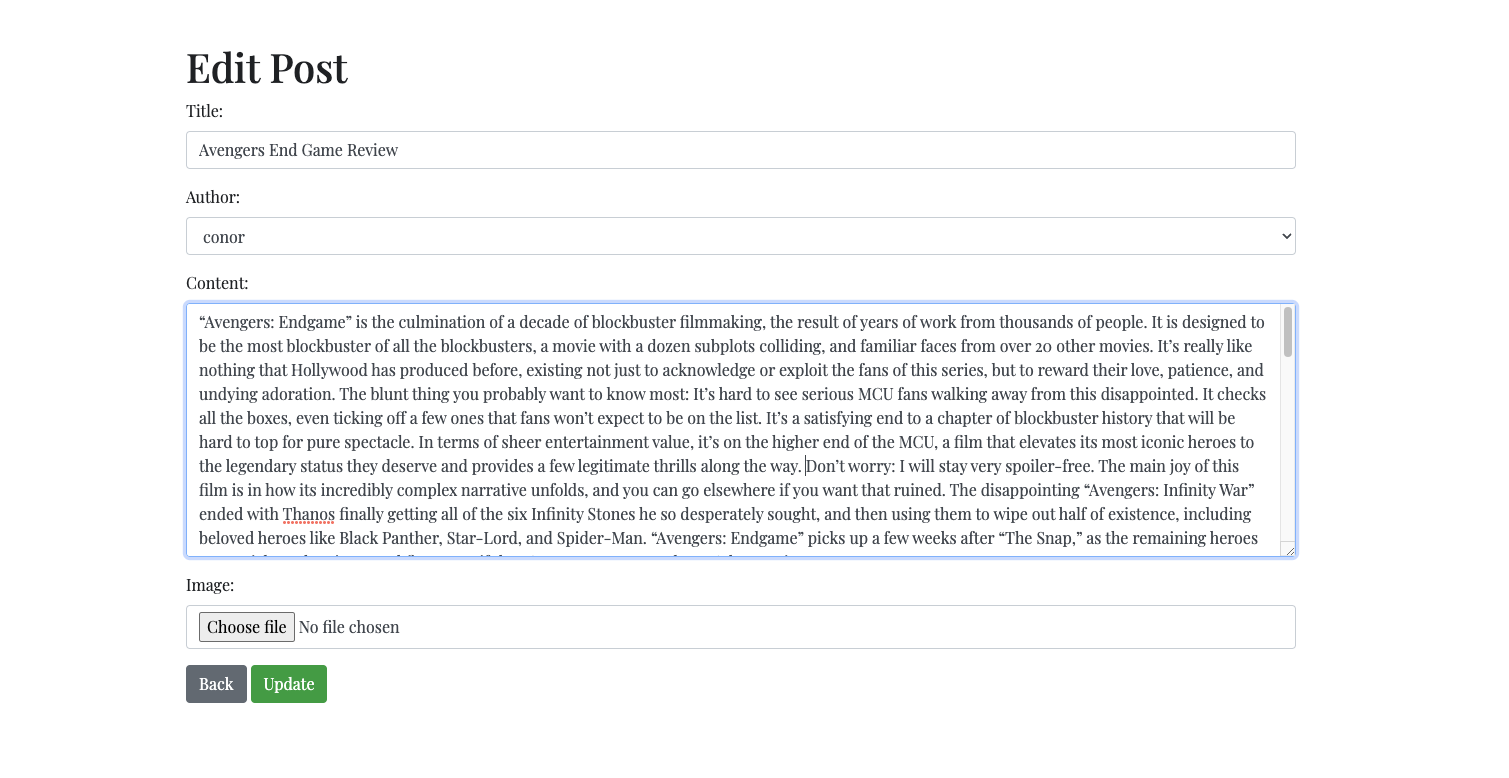 Edit Post
Title:
Avengers End Game Review
Author:
conor
Content:
“Avengers: Endgame” is the culmination of a decade of blockbuster filmmaking, the result of years of work from thousands of people. It is designed to
be the most blockbuster of all the blockbusters, a movie with a dozen subplots colliding, and familiar faces from over 20 other movies. It’s really like
nothing that Hollywood has produced before, existing not just to acknowledge or exploit the fans of this series, but to reward their love, patience, and
undying adoration. The blunt thing you probably want to know most: It’s hard to see serious MCU fans walking away from this disappointed. It checks
all the boxes, even ticking off a few ones that fans won’t expect to be on the list. It’s a satisfying end to a chapter of blockbuster history that will be
hard to top for pure spectacle. In terms of sheer entertainment value, it’s on the higher end of the MCU, a film that elevates its most iconic heroes to
the legendary status they deserve and provides a few legitimate thrills along the way. Don’t worry: I will stay very spoiler-free. The main joy of this
film is in how its incredibly complex narrative unfolds, and you can go elsewhere if you want that ruined. The disappointing “Avengers: Infinity War”
ended with Thanos finally getting all of the six Infinity Stones he so desperately sought, and then using them to wipe out half of existence, including
beloved heroes like Black Panther, Star-Lord, and Spider-Man. “Avengers: Endgame” picks up a few weeks after “The Snap,” as the remaining heroes
Image:
Choose file No file chosen
Back Update